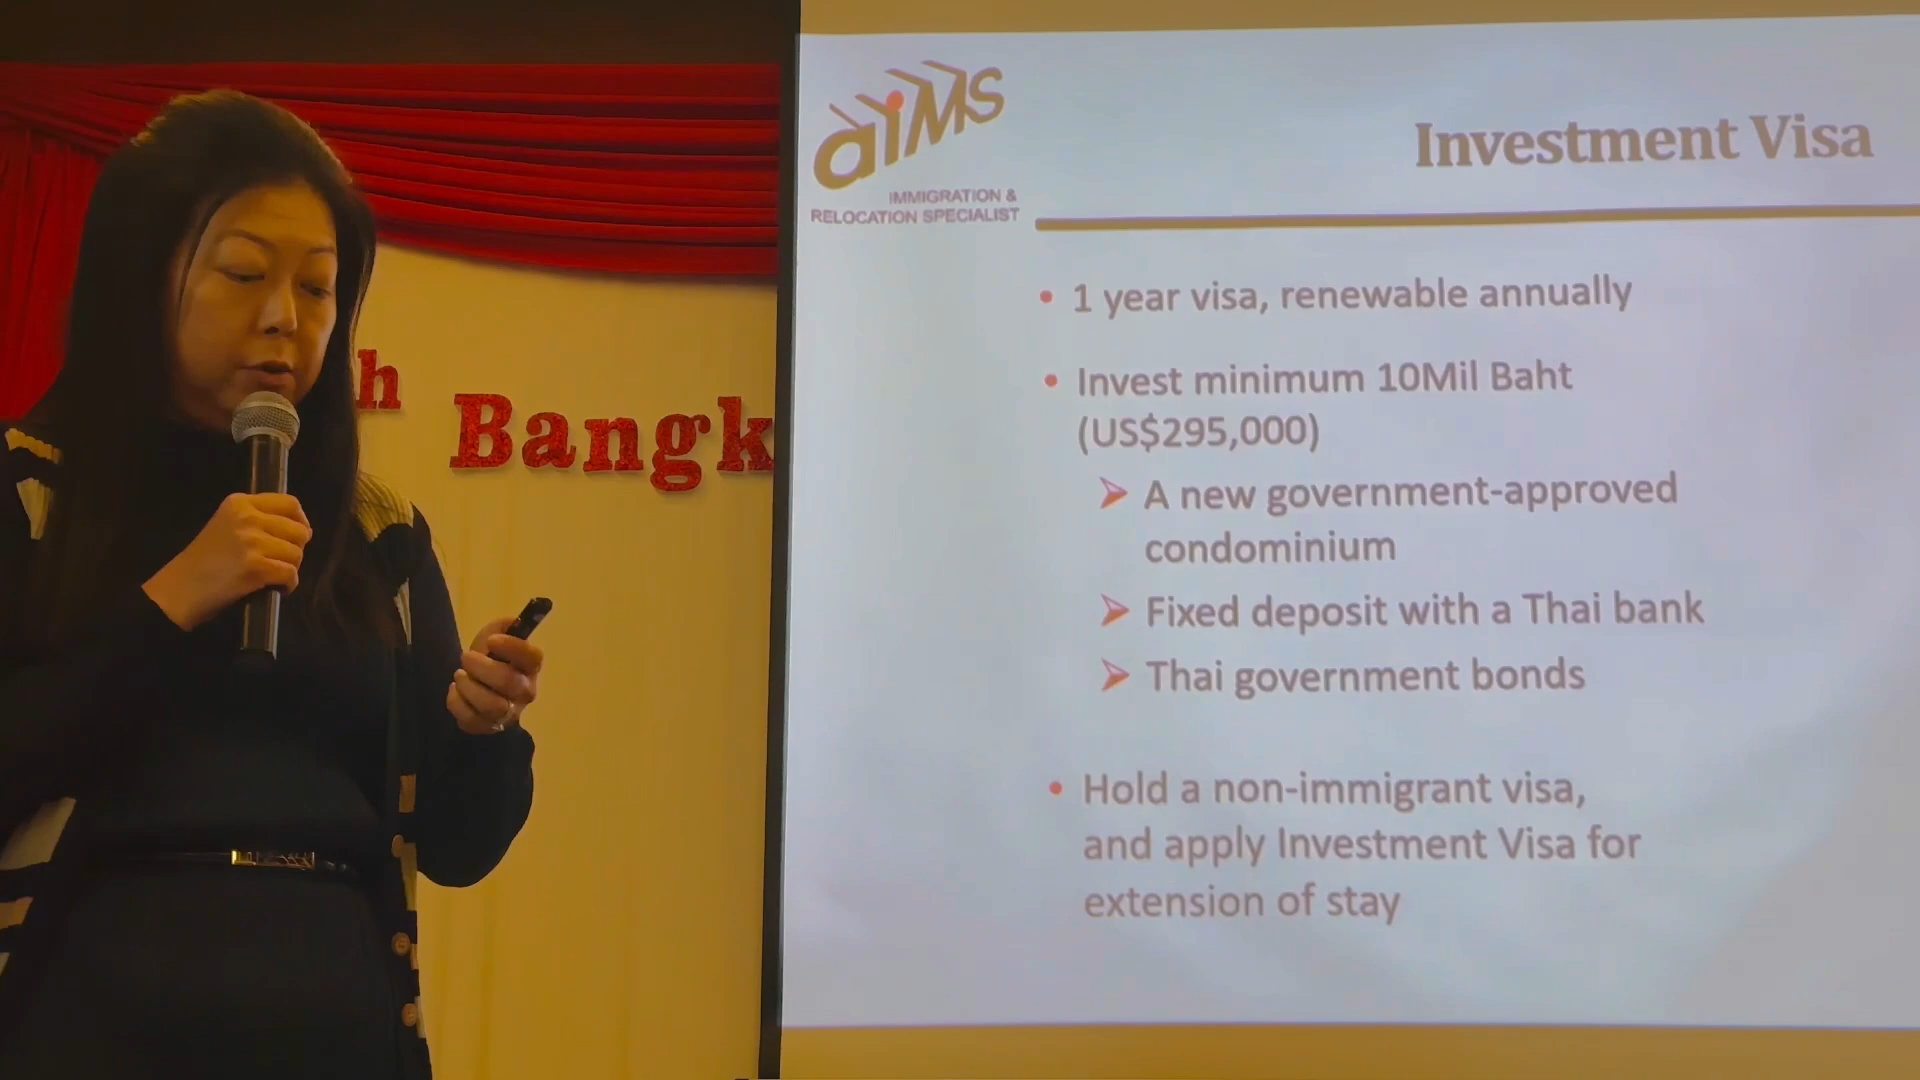 h
Bangk
aiMS
IMMIGRATION &
RELOCATION SPECIALIST
Investment Visa
• 1 year visa, renewable annually
• Invest minimum 10Mil Baht
(US$295,000)
➢ A new government-approved
condominium
➢ Fixed deposit with a Thai bank
➢ Thai government bonds
• Hold a non-immigrant visa,
and apply Investment Visa for
extension of stay